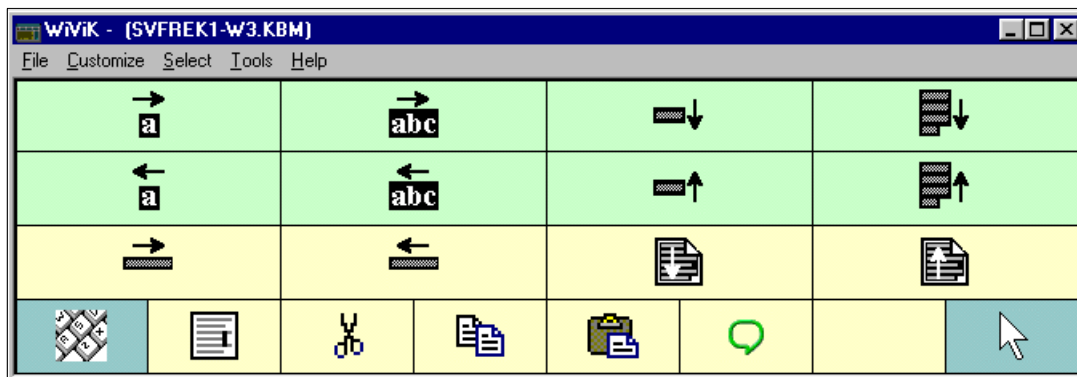 WiViK - (SVFREK1-W3.KBM)
File Customize Select Tools Help
a abc
a abc